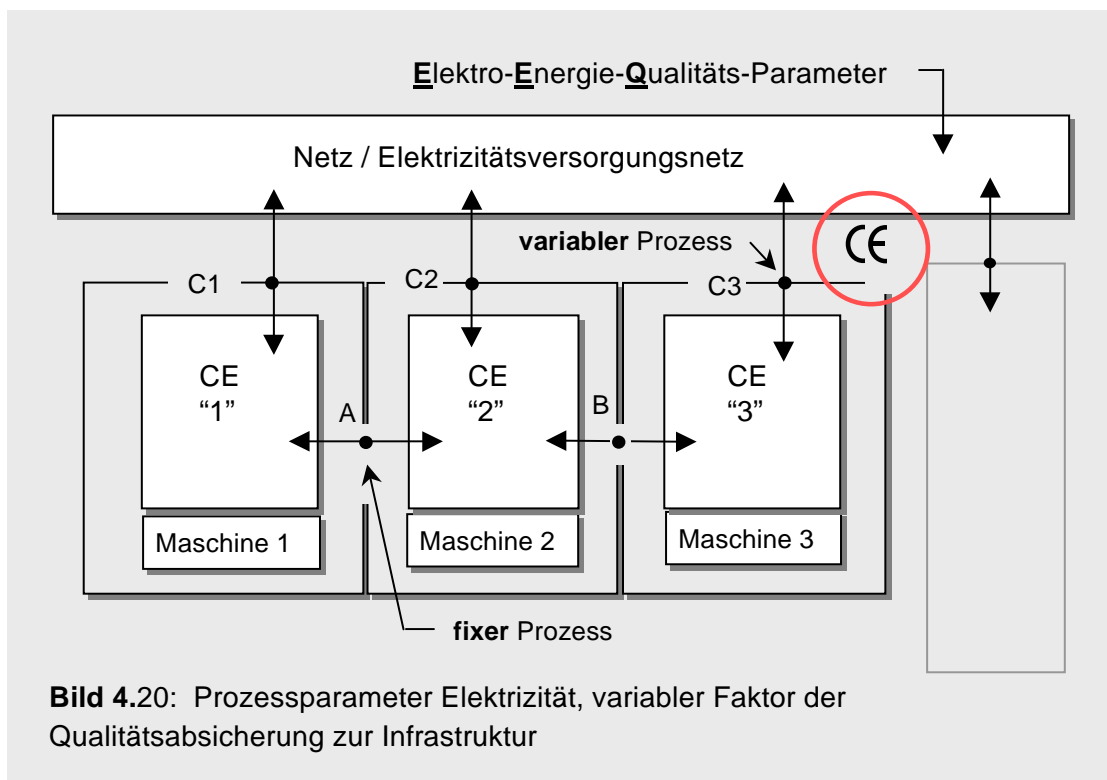 Elektro-Energie-Qualitäts-Parameter
Netz / Elektrizitätsversorgungsnetz
variabler Prozess
CE
C1
C2
C3
CE
“1”
CE
“2”
CE
“3”
A
B
Maschine 1
Maschine 2
Maschine 3
fixer Prozess
Bild 4.20: Prozessparameter Elektrizität, variabler Faktor der
Qualitätsabsicherung zur Infrastruktur